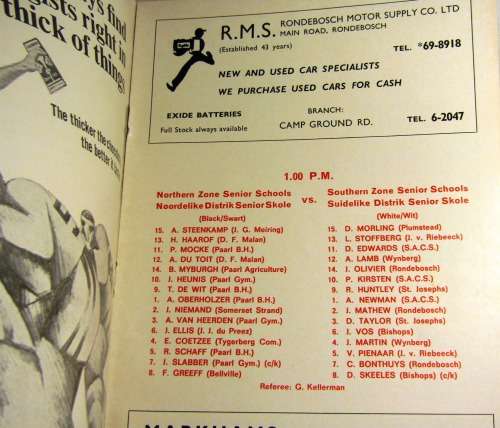 ys find
gists right in
thick of thing
The thicker the
the better it
R.M.S. RONDEBOSCH MOTOR SUPPLY CO. LTD
MAIN ROAD, RONDEBOSCH
(Established 43 years)
TEL. *69-8918
NEW AND USED CAR SPECIALISTS
WE PURCHASE USED CARS FOR CASH
EXIDE BATTERIES
Full Stock always available
BRANCH:
CAMP GROUND RD.
TEL. 6-2047
1.00 P.M.
Northern Zone Senior Schools
Noordelike Distrik Senior Skole
(Black/Swart)
vs.
Southern Zone Senior Schools
Suidelike Distrik Senior Skole
(White/Wit)
15. A. STEENKAMP (J. G. Meiring)
13. H. HAAROF (D. F. Malan)
11. P. MOCKE (Paarl B.H.)
12. A. DU TOIT (D. F. Malan)
14. B. MYBURGH (Paarl Agriculture)
10. J. HEUNIS (Paarl Gym.)
9. T. DE WIT (Paarl B.H.)
1. A. OBERHOLZER (Paarl B.H.)
2. J. NIEMAND (Somerset Strand)
3. A. VAN HEERDEN (Paarl Gym.)
6. J. ELLIS (J. J. du Preez)
4. E. COETZEE (Tygerberg Com.)
5. R. SCHAFF (Paarl B.H.)
7. J. SLABBER (Paarl Gym.) (c/k)
8. F. GREEFF (Bellville)
15. D. MORLING (Plumstead)
13. L. STOFFBERG (J. v. Riebeeck)
11. D. EDWARDS (S.A.C.S.)
12. A. LAMB (Wynberg)
14. J. OLIVIER (Rondebosch)
10. P. KIRSTEN (S.A.C.S.)
9. R. HUNTLEY (St. Josephs)
1. A. NEWMAN (S.A.C.S.)
2. J. MATHEW (Rondebosch)
3. D. TAYLOR (St. Josephs)
6. J. VOS (Bishops)
4. J. MARTIN (Wynberg)
5. V. PIENAAR (J. v. Riebeeck)
7. C. BONTHUYS (Rondebosch)
8. D. SKEELES (Bishops) (c/k)
Referee: G. Kellerman
MARKHAMS